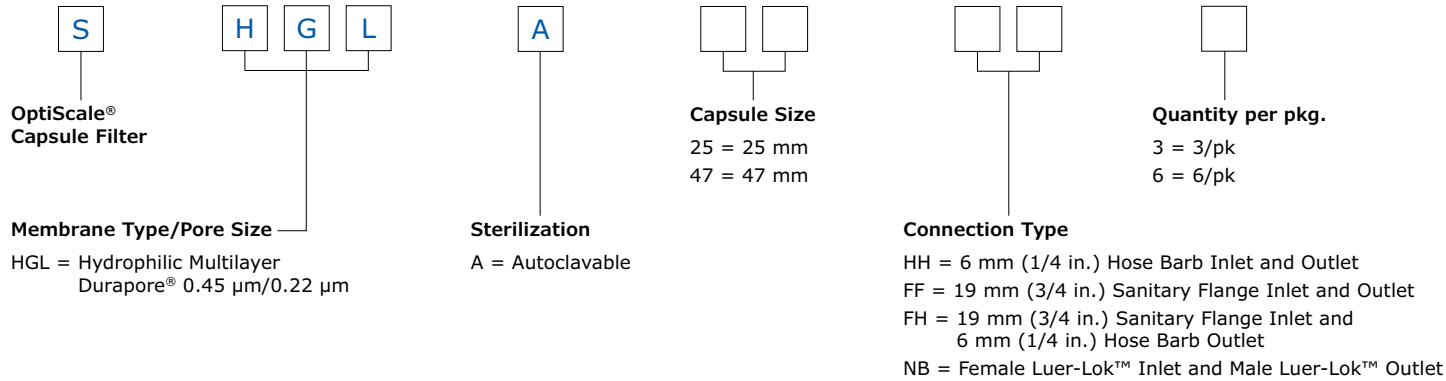 S H G L A
OptiScale®
Capsule Filter
Capsule Size
25 = 25 mm
47 = 47 mm
Quantity per pkg.
3 = 3/pk
6 = 6/pk
Membrane Type/Pore Size
HGL = Hydrophilic Multilayer
Durapore® 0.45 µm/0.22 µm
Sterilization
A = Autoclavable
Connection Type
HH = 6 mm (1/4 in.) Hose Barb Inlet and Outlet
FF = 19 mm (3/4 in.) Sanitary Flange Inlet and Outlet
FH = 19 mm (3/4 in.) Sanitary Flange Inlet and
6 mm (1/4 in.) Hose Barb Outlet
NB = Female Luer-Lok™ Inlet and Male Luer-Lok™ Outlet